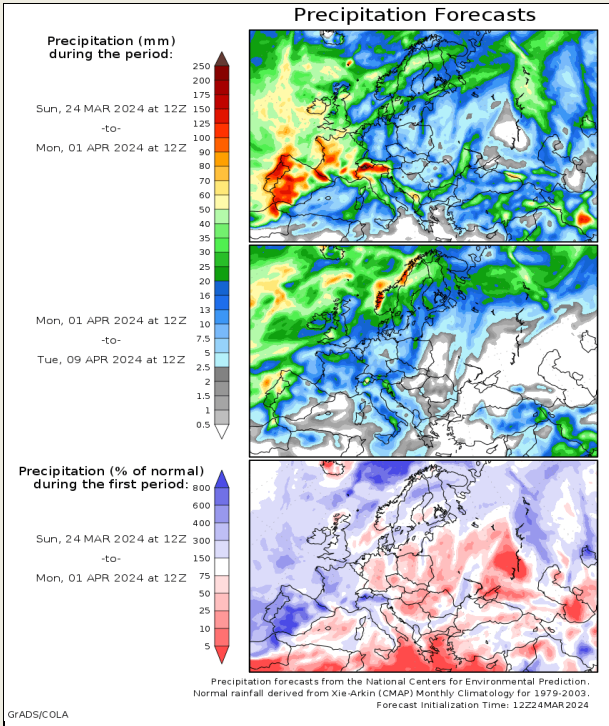 Precipitation Forecasts
Precipitation (mm)
during the period:
Sun, 24 MAR 2024 at 12Z
-to-
Mon, 01 APR 2024 at 12Z
250
200
175
150
125
100
90
80
70
60
50
40
35
30
25
20
16
13
10
7.5
5
2.5
2
1.5
1
0.5
Mon, 01 APR 2024 at 12Z
-to-
Tue, 09 APR 2024 at 12Z
Precipitation (% of normal)
during the first period:
Sun, 24 MAR 2024 at 12Z
-to-
Mon, 01 APR 2024 at 12Z
800
600
400
300
150
75
50
25
10
5
Precipitation forecasts from the National Centers for Environmental Prediction.
Normal rainfall derived from Xie-Arkin (CMAP) Monthly Climatology for 1979-2003.
Forecast Initialization Time: 12Z24MAR2024
GrADS/COLA